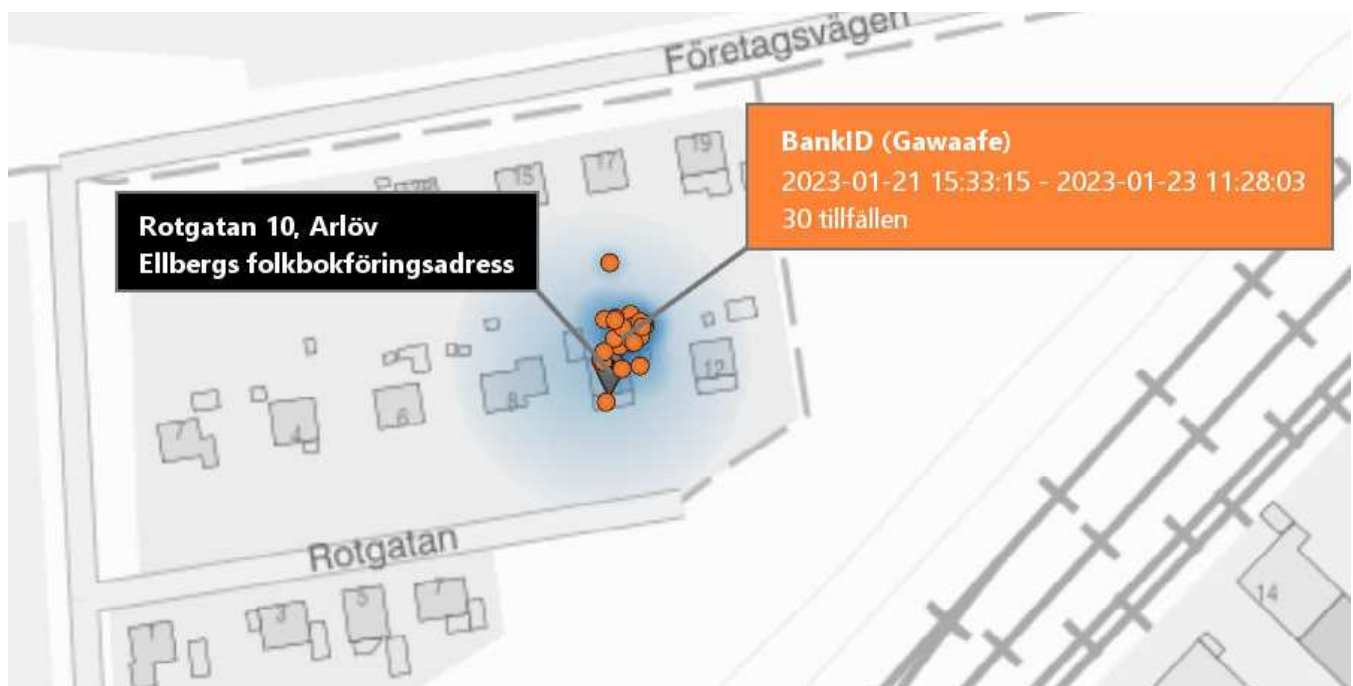 Företagsvägen
BankID (Gawaafe)
2023-01-21 15:33:15 - 2023-01-23 11:28:03
30 tillfällen
19
17
15
Rotgatan 10, Arlöv
Ellbergs folkbokföringsadress
12
8
6
4
Rotgatan
14
7
5
3
1